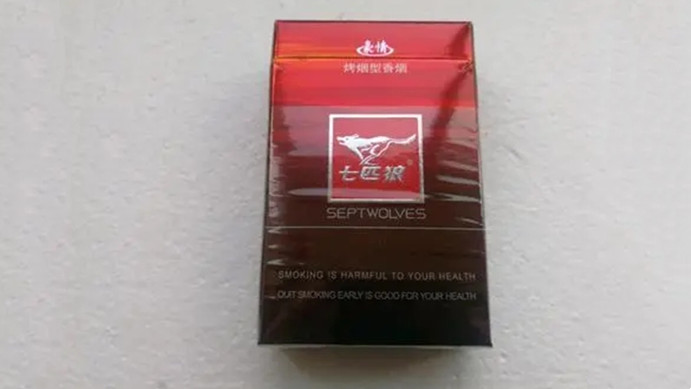 豪情
烤烟型香烟
七匹狼®
SEPTWOLVES
SMOKING IS HARMFUL TO YOUR HEALTH
QUIT SMOKING EARLY IS GOOD FOR YOUR HEALTH